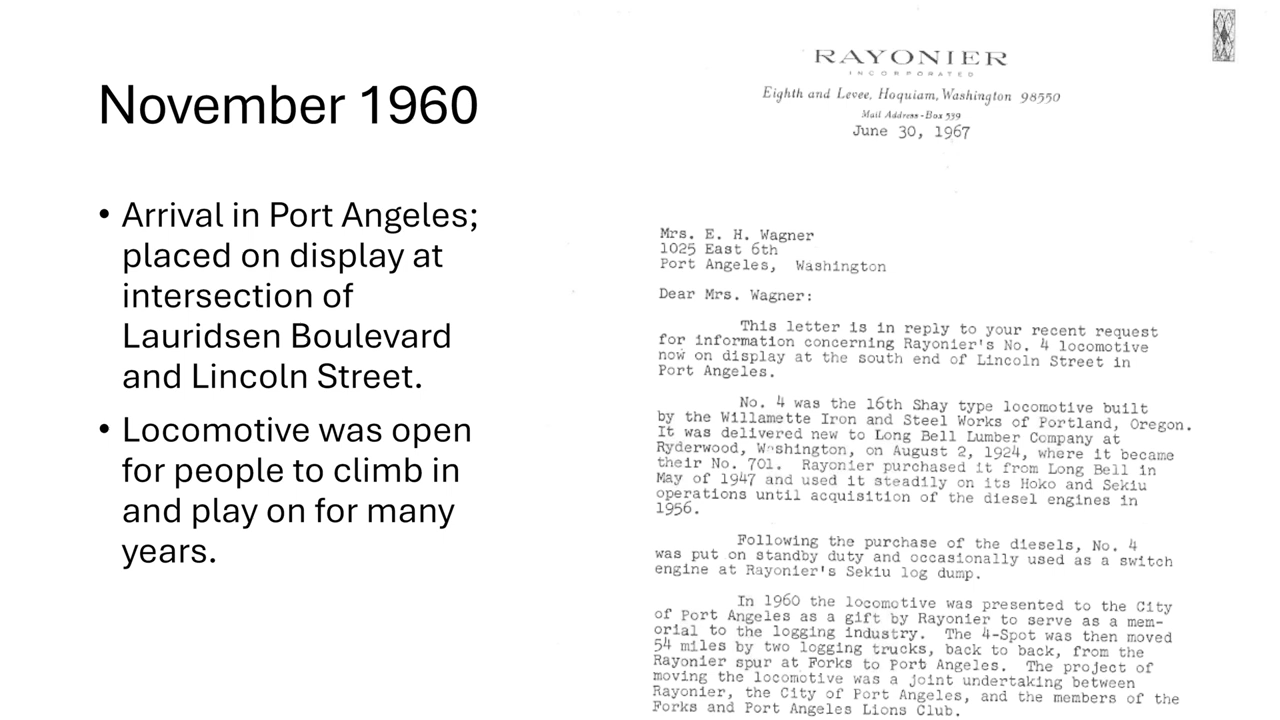 November 1960
• Arrival in Port Angeles;
placed on display at
intersection of
Lauridsen Boulevard
and Lincoln Street.
• Locomotive was open
for people to climb in
and play on for many
years.
RAYONIER
INCORPORATED
Eighth and Levee, Hoquiam, Washington 98550
Mail Address - Box 539
June 30, 1967
Mrs. E. H. Wagner
1025 East 6th
Port Angeles, Washington
Dear Mrs. Wagner:
This letter is in reply to your recent request
for information concerning Rayonier's No. 4 locomotive
now on display at the south end of Lincoln Street in
Port Angeles.
No. 4 was the 16th Shay type locomotive built
by the Willamette Iron and Steel Works of Portland, Oregon.
It was delivered new to Long Bell Lumber Company at
Ryderwood, Washington, on August 2, 1924, where it became
their No. 701. Rayonier purchased it from Long Bell in
May of 1947 and used it steadily on its Hoko and Sekiu
operations until acquisition of the diesel engines in
1956.
Following the purchase of the diesels, No. 4
was put on standby duty and occasionally used as a switch
engine at Rayonier's Sekiu log dump.
In 1960 the locomotive was presented to the City
of Port Angeles as a gift by Rayonier to serve as a mem-
orial to the logging industry. The 4-Spot was then moved
54 miles by two logging trucks, back to back, from the
Rayonier spur at Forks to Port Angeles. The project of
moving the locomotive was a joint undertaking between
Rayonier, the City of Port Angeles, and the members of the
Forks and Port Angeles Lions Club.